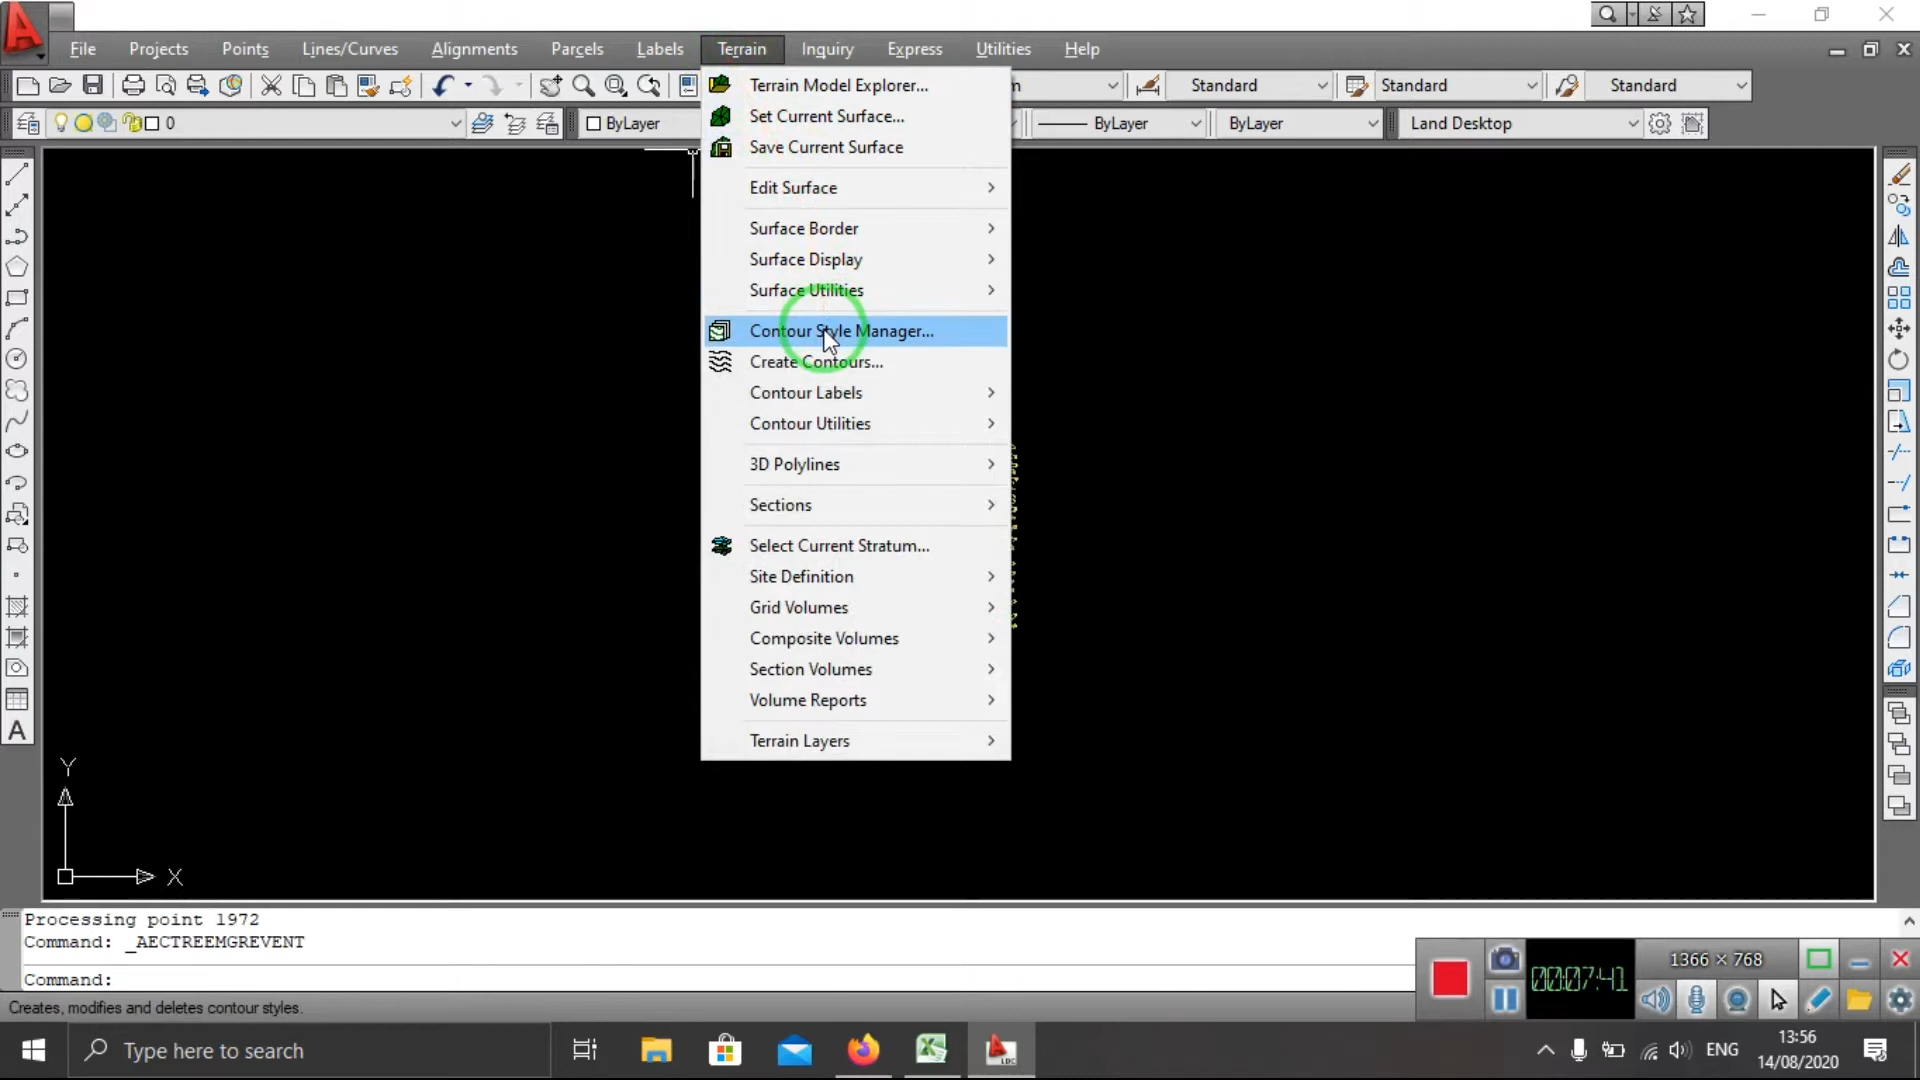 File Projects Points Lines/Curves Alignments Parcels Labels Terrain Inquiry Express Utilities Help
Standard Standard Standard
0 ByLayer ByLayer ByLayer Land Desktop
Terrain Model Explorer...
Set Current Surface...
Save Current Surface
Edit Surface
Surface Border
Surface Display
Surface Utilities
Contour Style Manager...
Create Contours...
Contour Labels
Contour Utilities
3D Polylines
Sections
Select Current Stratum...
Site Definition
Grid Volumes
Composite Volumes
Section Volumes
Volume Reports
Terrain Layers
Y
X
Processing point 1972
Command: _AECTREEMGREVENT
Command:
Creates, modifies and deletes contour styles.
1366 × 768
00:07:41
Type here to search
LDC
ENG
13:56
14/08/2020